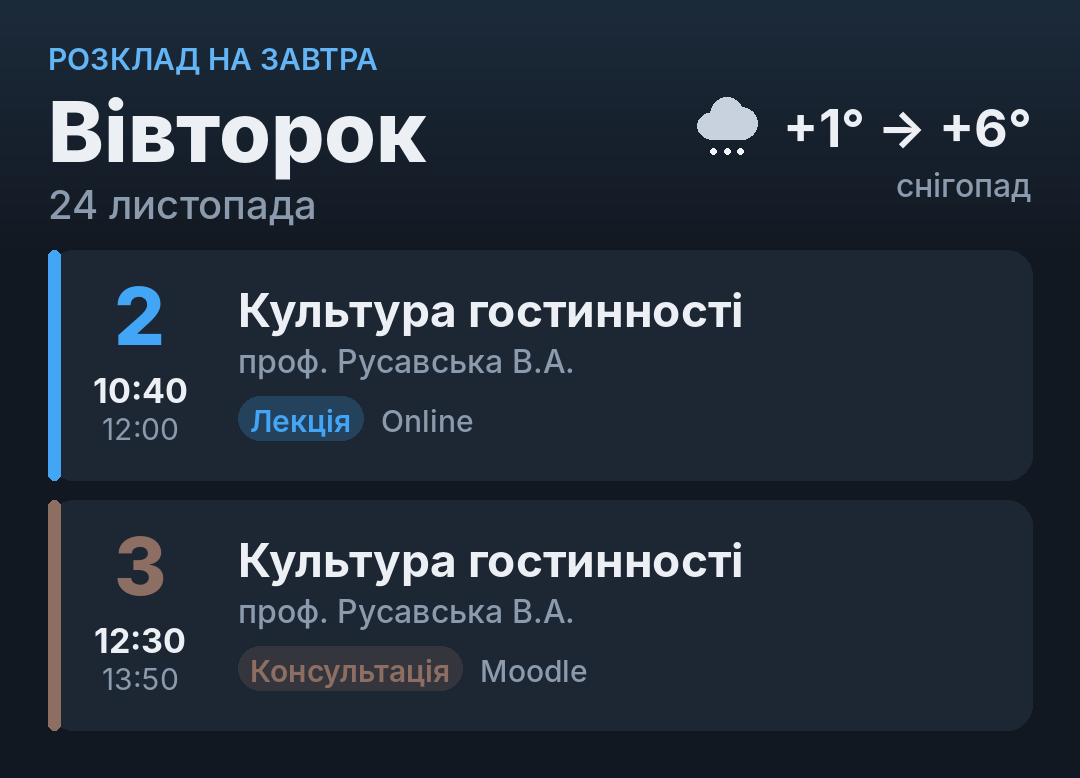 РОЗКЛАД НА ЗАВТРА
Вівторок
24 листопада
+1° → +6°
снігопад
2
10:40
12:00
Культура гостинності
проф. Русавська В.А.
Лекція Online
3
12:30
13:50
Культура гостинності
проф. Русавська В.А.
Консультація Moodle